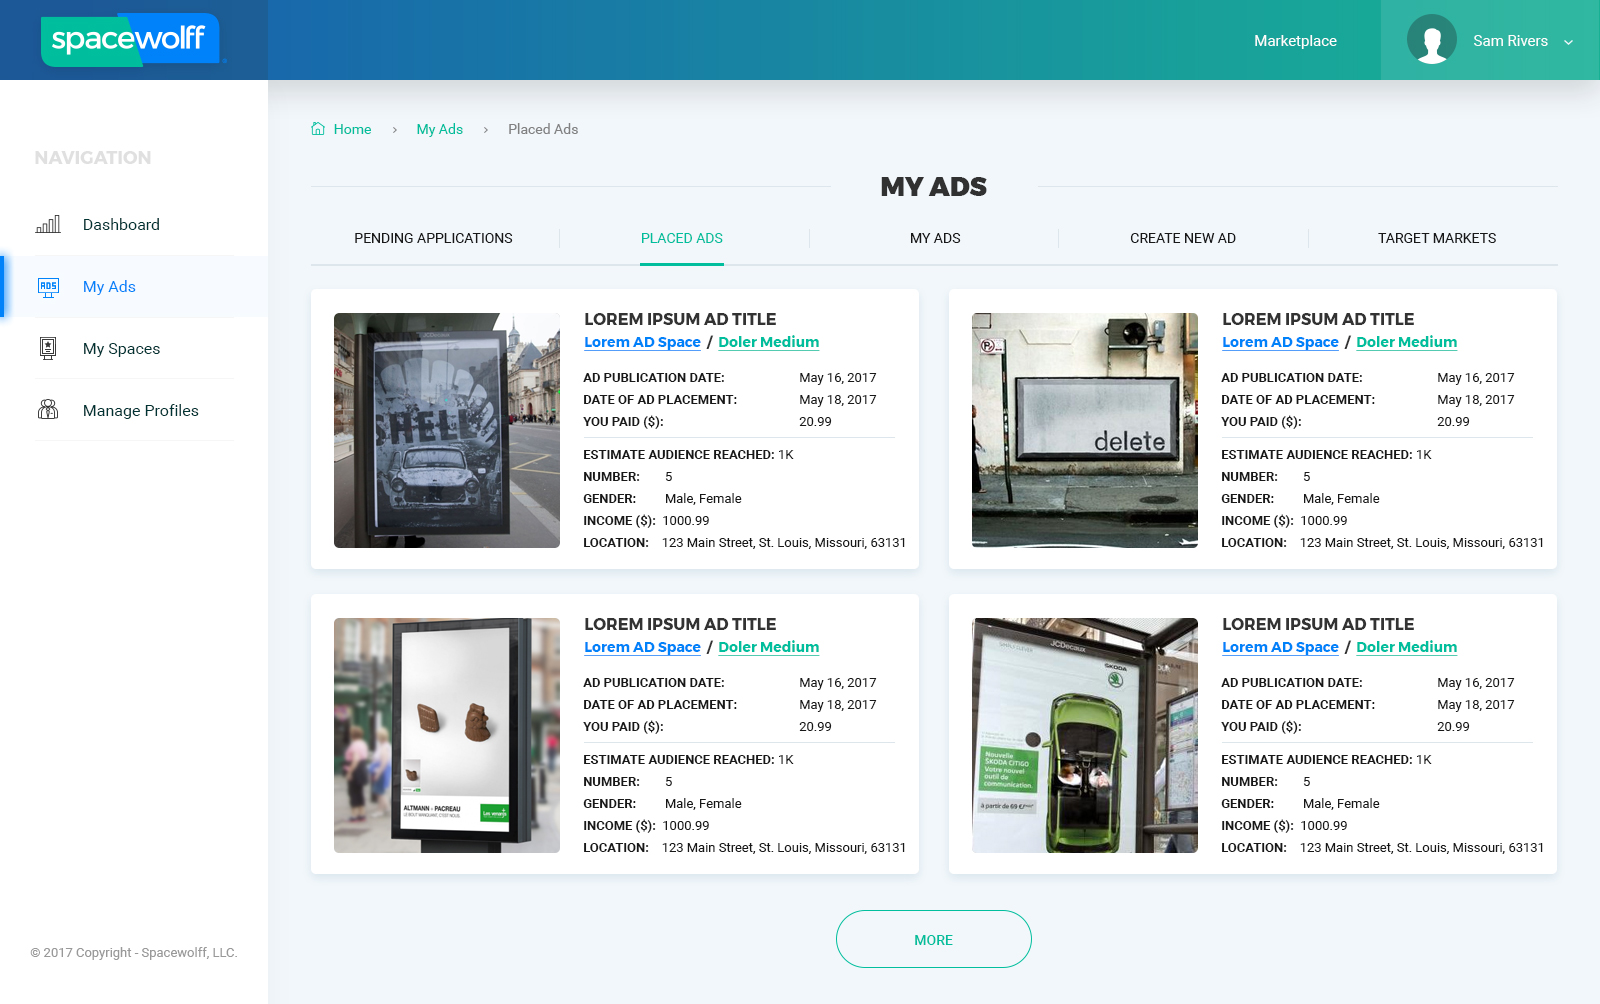 spacewolff
Marketplace
Sam Rivers
NAVIGATION
Dashboard
ADS
My Ads
My Spaces
Manage Profiles
© 2017 Copyright - Spacewolff, LLC.
Home > My Ads > Placed Ads
MY ADS
PENDING APPLICATIONS
PLACED ADS
MY ADS
CREATE NEW AD
TARGET MARKETS
LOREM IPSUM AD TITLE
Lorem AD Space / Doler Medium
AD PUBLICATION DATE: May 16, 2017
DATE OF AD PLACEMENT: May 18, 2017
YOU PAID ($): 20.99
ESTIMATE AUDIENCE REACHED: 1K
NUMBER: 5
GENDER: Male, Female
INCOME ($): 1000.99
LOCATION: 123 Main Street, St. Louis, Missouri, 63131
delete
LOREM IPSUM AD TITLE
Lorem AD Space / Doler Medium
AD PUBLICATION DATE: May 16, 2017
DATE OF AD PLACEMENT: May 18, 2017
YOU PAID ($): 20.99
ESTIMATE AUDIENCE REACHED: 1K
NUMBER: 5
GENDER: Male, Female
INCOME ($): 1000.99
LOCATION: 123 Main Street, St. Louis, Missouri, 63131
ALTMANN + PACREAU
LOREM IPSUM AD TITLE
Lorem AD Space / Doler Medium
AD PUBLICATION DATE: May 16, 2017
DATE OF AD PLACEMENT: May 18, 2017
YOU PAID ($): 20.99
ESTIMATE AUDIENCE REACHED: 1K
NUMBER: 5
GENDER: Male, Female
INCOME ($): 1000.99
LOCATION: 123 Main Street, St. Louis, Missouri, 63131
JCDecaux
SIMPLY CLEVER
ŠKODA
Nouvelle
ŠKODA CITIGO
Votre nouvel
outil de
communication.
à partir de 69 €/mois
LOREM IPSUM AD TITLE
Lorem AD Space / Doler Medium
AD PUBLICATION DATE: May 16, 2017
DATE OF AD PLACEMENT: May 18, 2017
YOU PAID ($): 20.99
ESTIMATE AUDIENCE REACHED: 1K
NUMBER: 5
GENDER: Male, Female
INCOME ($): 1000.99
LOCATION: 123 Main Street, St. Louis, Missouri, 63131
MORE